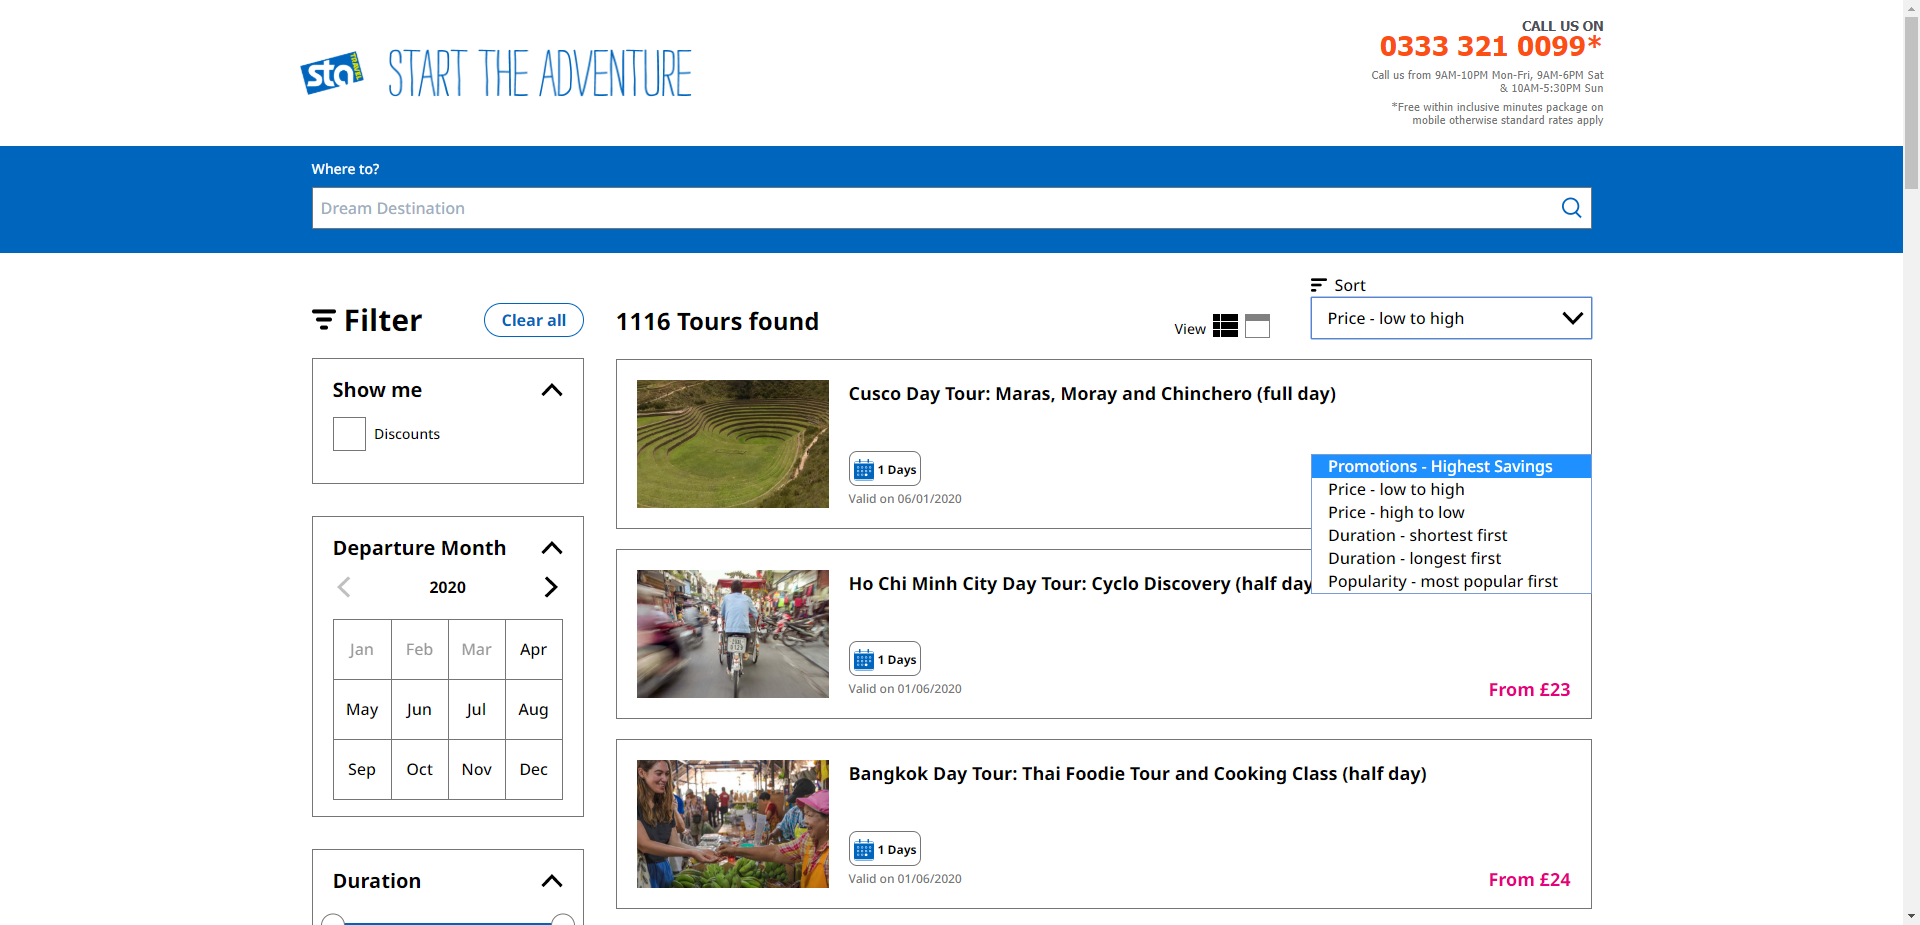 sta TRAVEL
START THE ADVENTURE
CALL US ON
0333 321 0099*
Call us from 9AM-10PM Mon-Fri, 9AM-6PM Sat
& 10AM-5:30PM Sun
*Free within inclusive minutes package on
mobile otherwise standard rates apply
Where to?
Dream Destination
Filter
Clear all
1116 Tours found
View
Sort
Price - low to high
Show me
Discounts
Departure Month
2020
Jan Feb Mar Apr
May Jun Jul Aug
Sep Oct Nov Dec
Duration
Cusco Day Tour: Maras, Moray and Chinchero (full day)
1 Days
Valid on 06/01/2020
Promotions - Highest Savings
Price - low to high
Price - high to low
Duration - shortest first
Duration - longest first
Popularity - most popular first
Ho Chi Minh City Day Tour: Cyclo Discovery (half day
1 Days
Valid on 01/06/2020
From £23
Bangkok Day Tour: Thai Foodie Tour and Cooking Class (half day)
1 Days
Valid on 01/06/2020
From £24